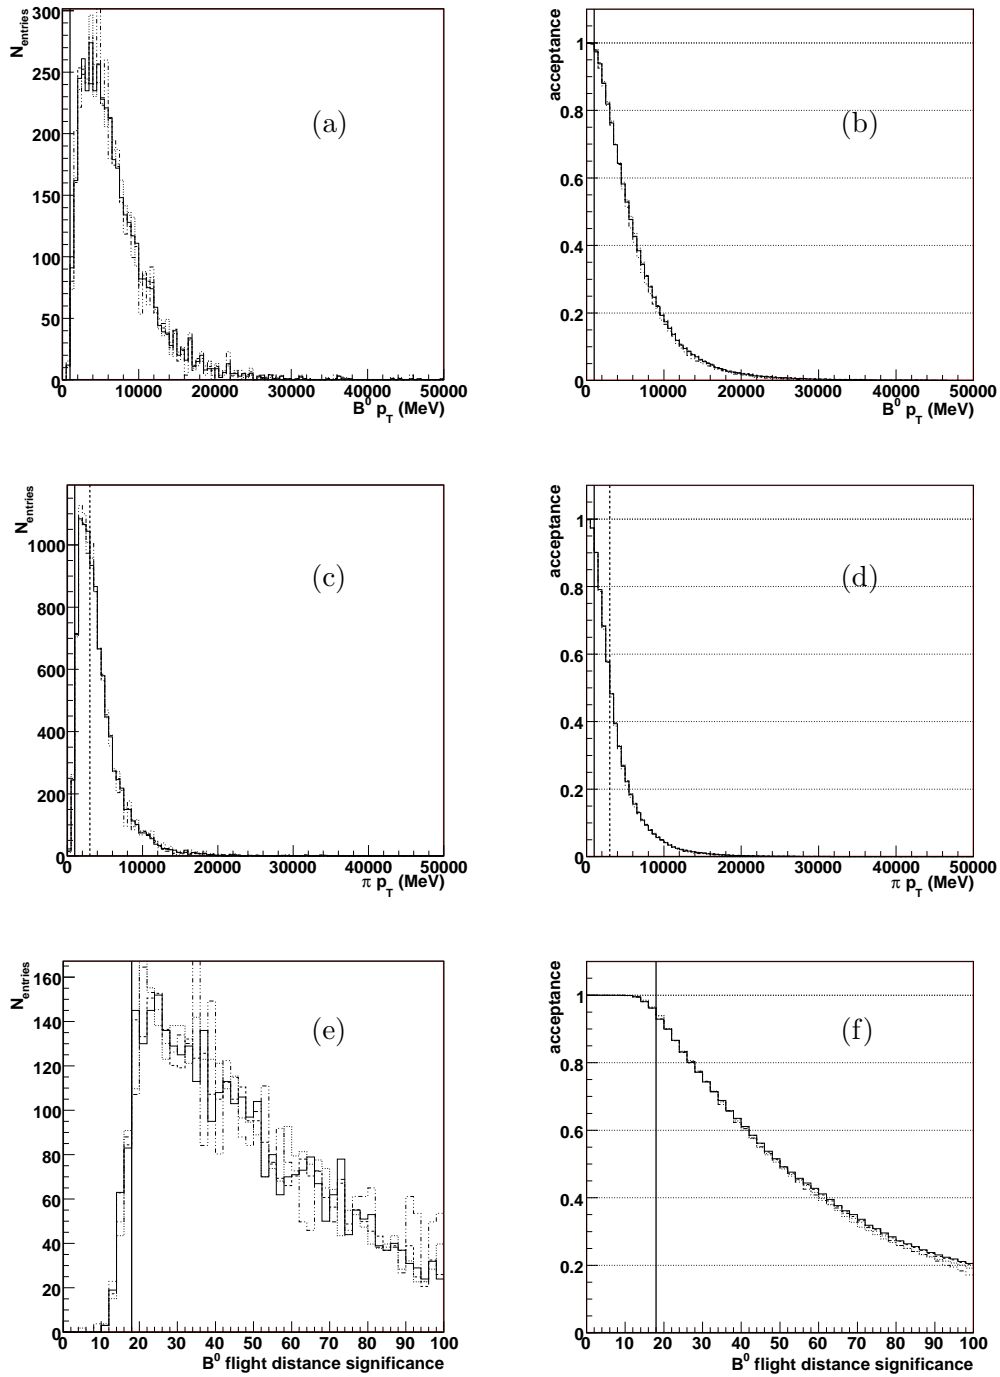 N_entries
300
250
200
150
100
50
0
(a)
0 10000 20000 30000 40000 50000
B^0 p_T (MeV)
acceptance
1
0.8
0.6
0.4
0.2
0
(b)
0 10000 20000 30000 40000 50000
B^0 p_T (MeV)
N_entries
1000
800
600
400
200
0
(c)
0 10000 20000 30000 40000 50000
π p_T (MeV)
acceptance
1
0.8
0.6
0.4
0.2
0
(d)
0 10000 20000 30000 40000 50000
π p_T (MeV)
N_entries
160
140
120
100
80
60
40
20
0
(e)
0 10 20 30 40 50 60 70 80 90 100
B^0 flight distance significance
acceptance
1
0.8
0.6
0.4
0.2
0
(f)
0 10 20 30 40 50 60 70 80 90 100
B^0 flight distance significance